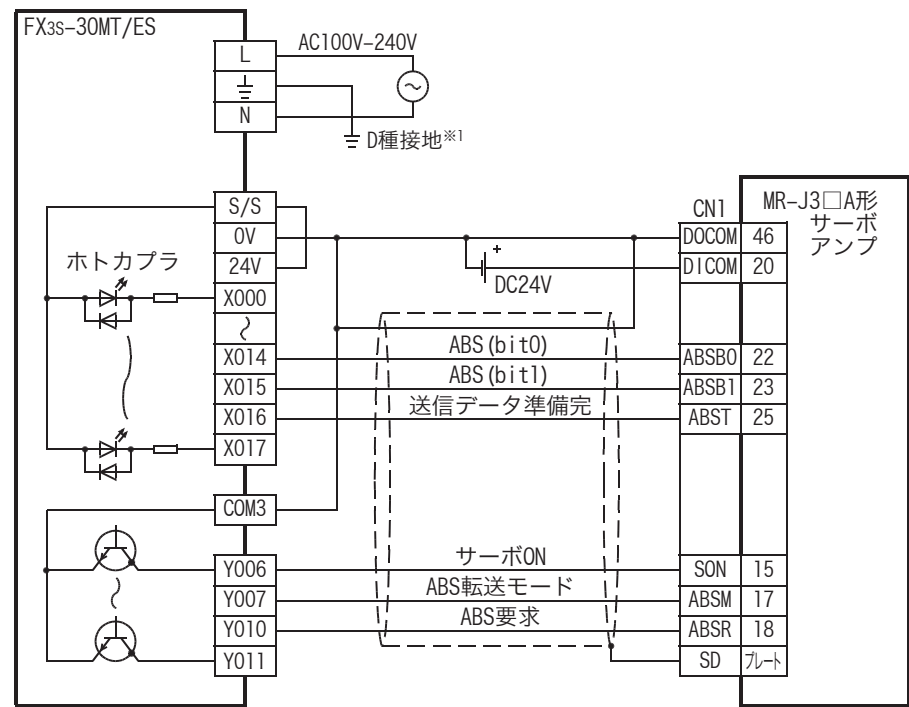 FX3S-30MT/ES
L
N
AC100V-240V
D種接地※1
S/S
0V
24V
X000
X014
X015
X016
X017
COM3
Y006
Y007
Y010
Y011
ホトカプラ
DC24V
+
ABS(bit0)
ABS(bit1)
送信データ準備完
サーボON
ABS転送モード
ABS要求
CN1
MR-J3□A形
サーボ
アンプ
DOCOM 46
DICOM 20
ABSB0 22
ABSB1 23
ABST 25
SON 15
ABSM 17
ABSR 18
SD プレート